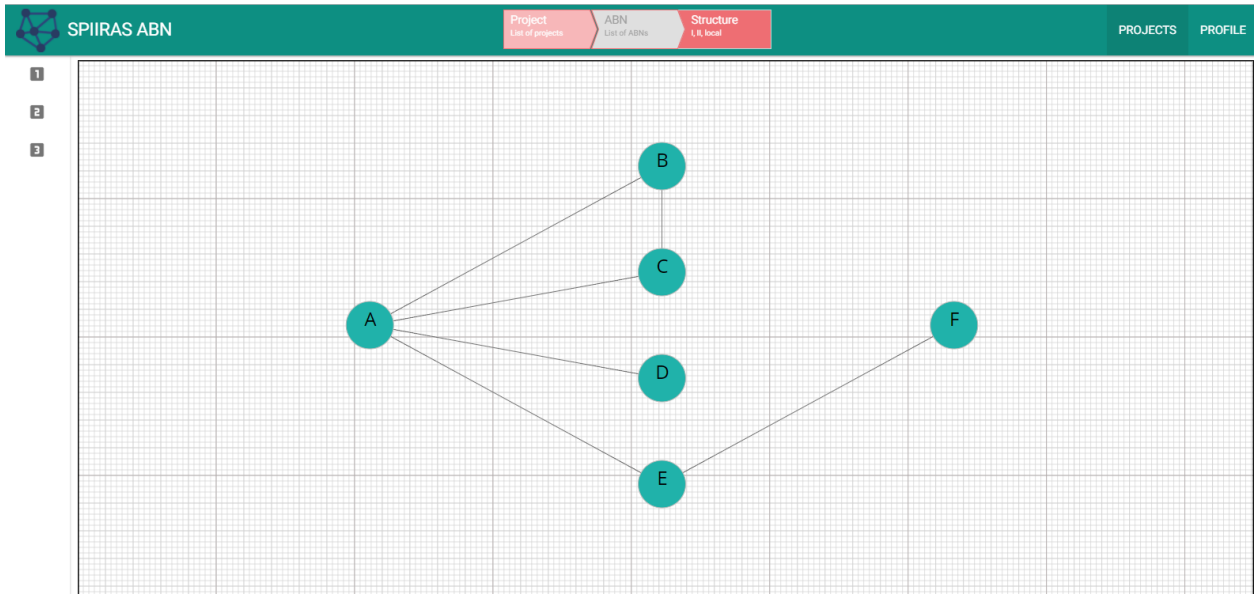 SPIIRAS ABN
Project
List of projects
ABN
List of ABNs
Structure
I, II, local
PROJECTS
PROFILE
1
2
3
B
C
A
F
D
E